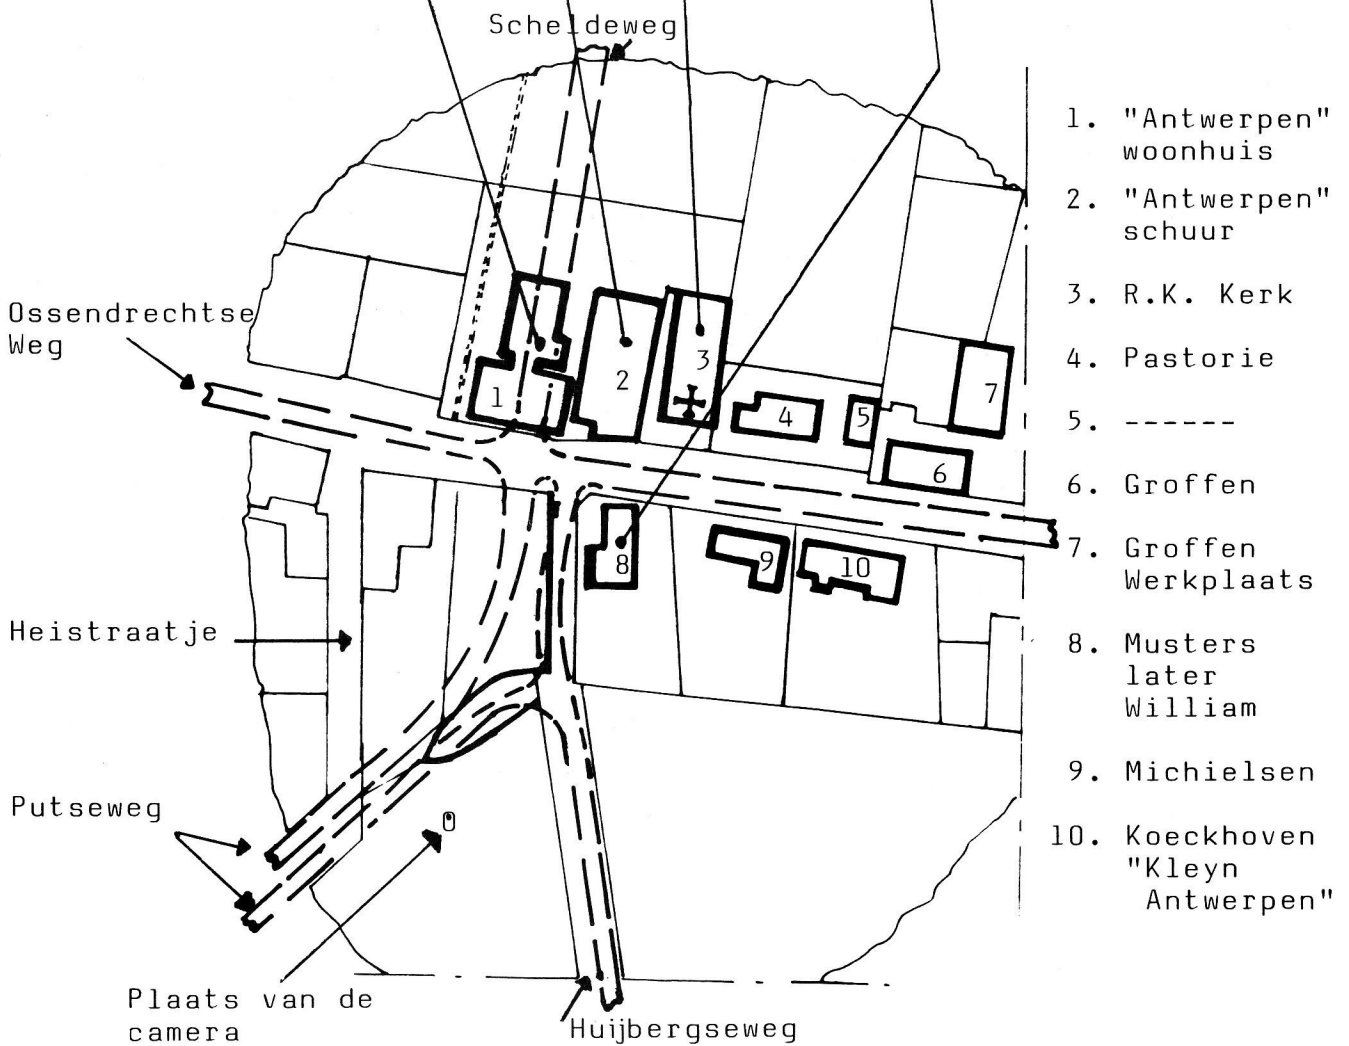 Scheldeweg
Ossendrechtse
Weg
Heistraatje
Putseweg
Plaats van de
camera
Huijbergseweg
1
2
3
4
5
6
7
8
9
10
1. "Antwerpen"
woonhuis
2. "Antwerpen"
schuur
3. R.K. Kerk
4. Pastorie
5. ------
6. Groffen
7. Groffen
Werkplaats
8. Musters
later
William
9. Michielsen
10. Koeckhoven
"Kleyn
Antwerpen"